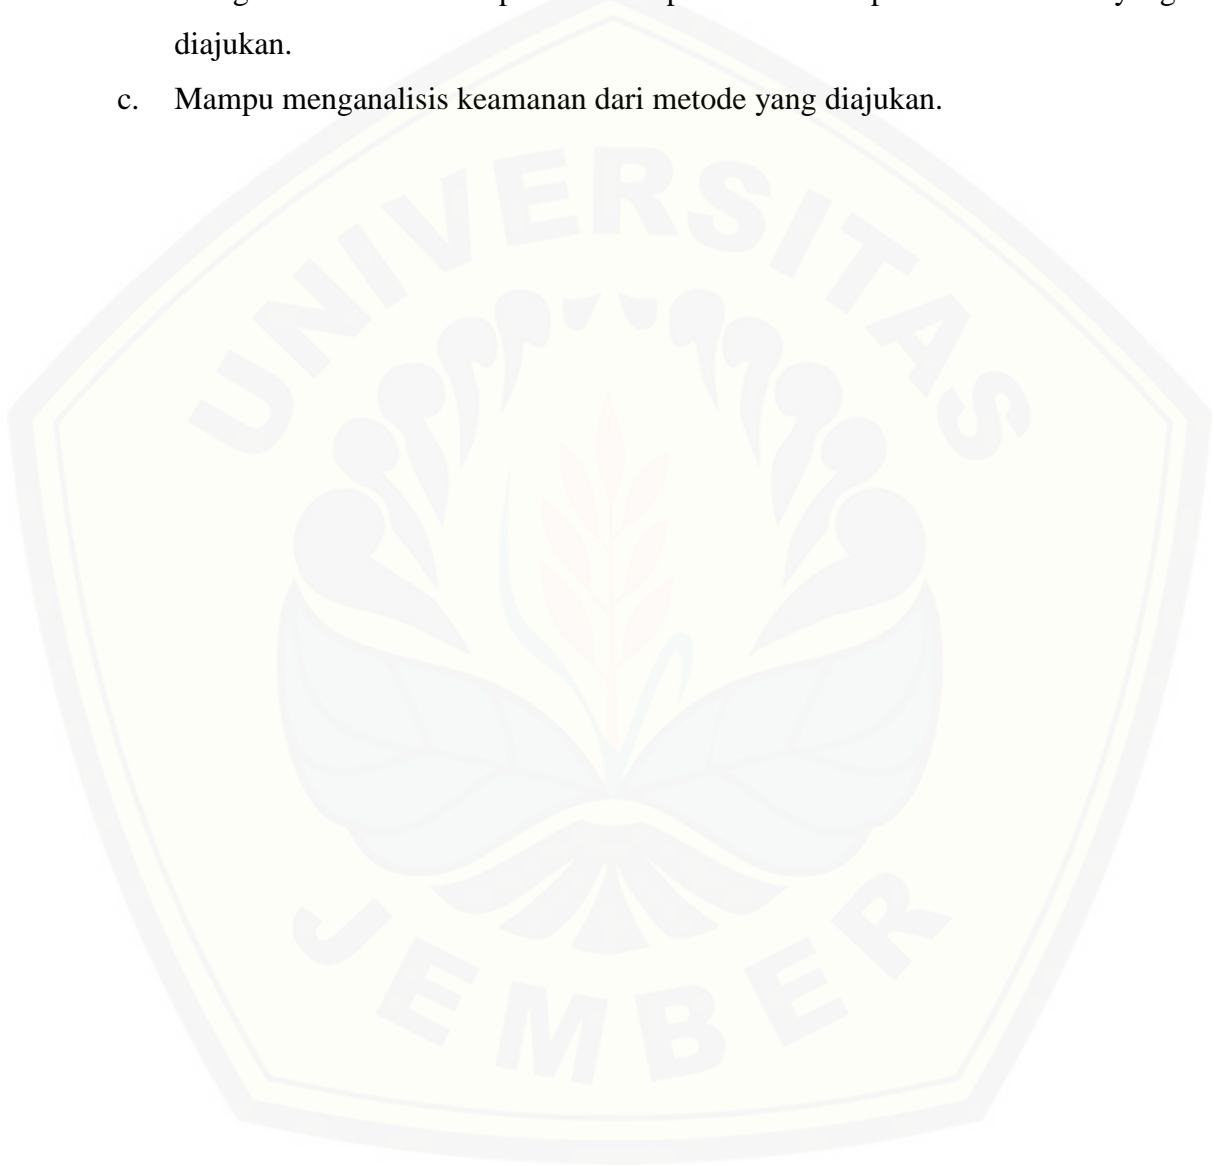 diajukan.
c. Mampu menganalisis keamanan dari metode yang diajukan.
UNIVERSITAS
JEMBER